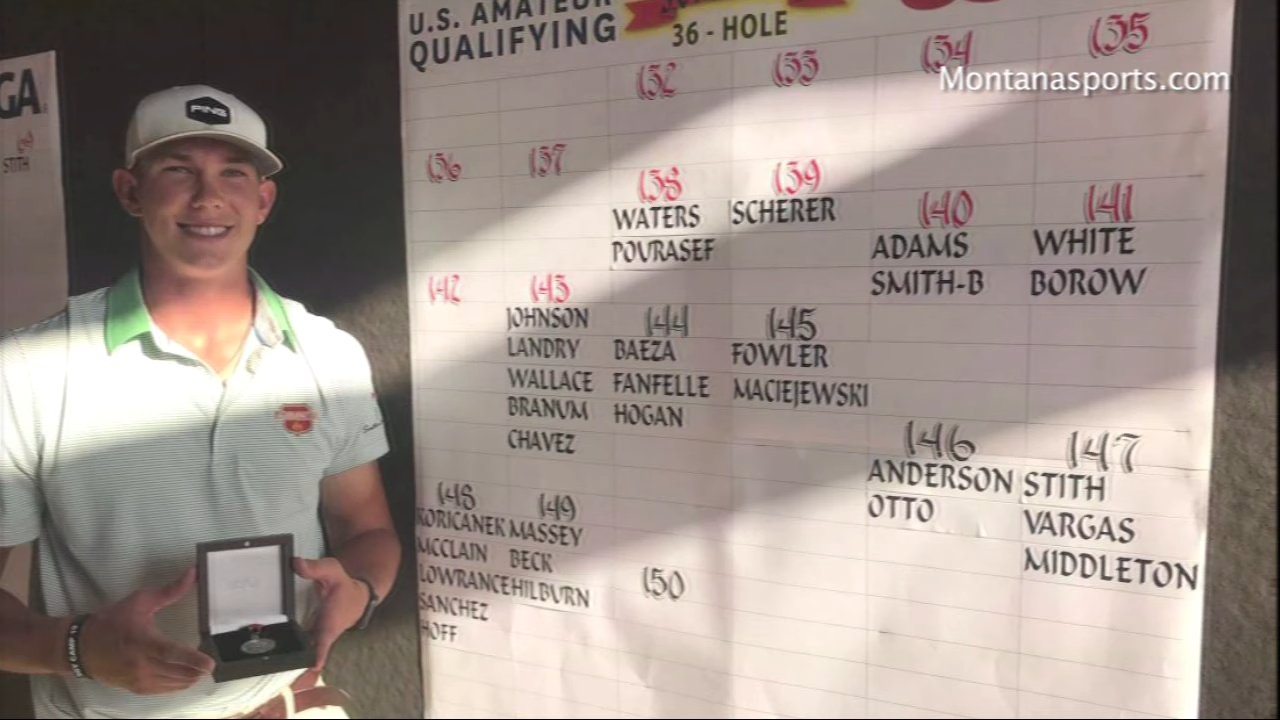 U.S. AMATEUR
QUALIFYING
36 - HOLE
Montanasports.com
GA
STITH
PING
132 133 134 135
136 137
138 139 140 141
WATERS SCHERER ADAMS WHITE
POURASEF SMITH-B BOROW
142 143 144 145
JOHNSON BAEZA FOWLER
LANDRY FANFELLE MACIEJEWSKI
WALLACE HOGAN
BRANUM
CHAVEZ
146 147
ANDERSON STITH
OTTO VARGAS
MIDDLETON
148 149 150
KORICANEK MASSEY
MCCLAIN BECK
LOWRANCE HILBURN
SANCHEZ
HOFF